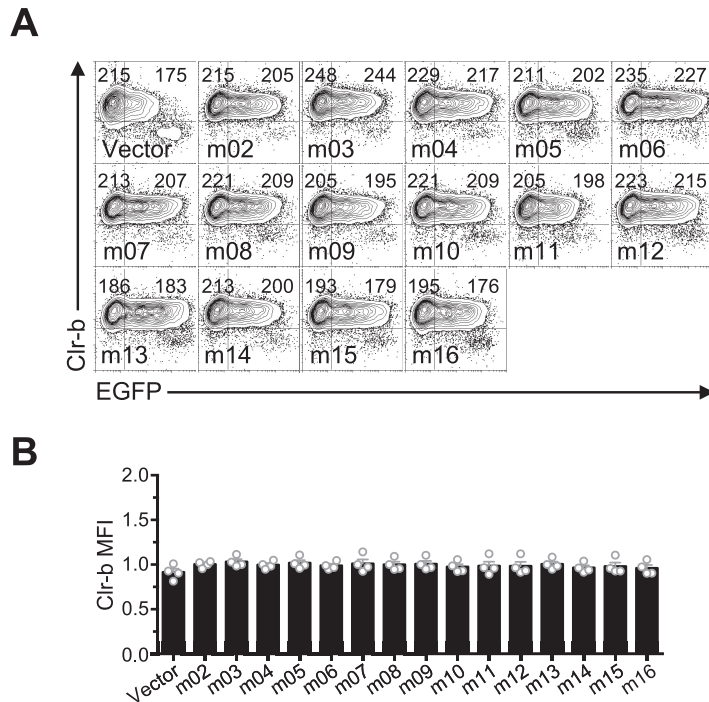 A
215 175 215 205 248 244 229 217 211 202 235 227
Vector m02 m03 m04 m05 m06
213 207 221 209 205 195 221 209 205 198 223 215
m07 m08 m09 m10 m11 m12
186 183 213 200 193 179 195 176
m13 m14 m15 m16
Clr-b
EGFP
B
2.0
1.5
1.0
0.5
0.0
Clr-b MFI
Vector m02 m03 m04 m05 m06 m07 m08 m09 m10 m11 m12 m13 m14 m15 m16